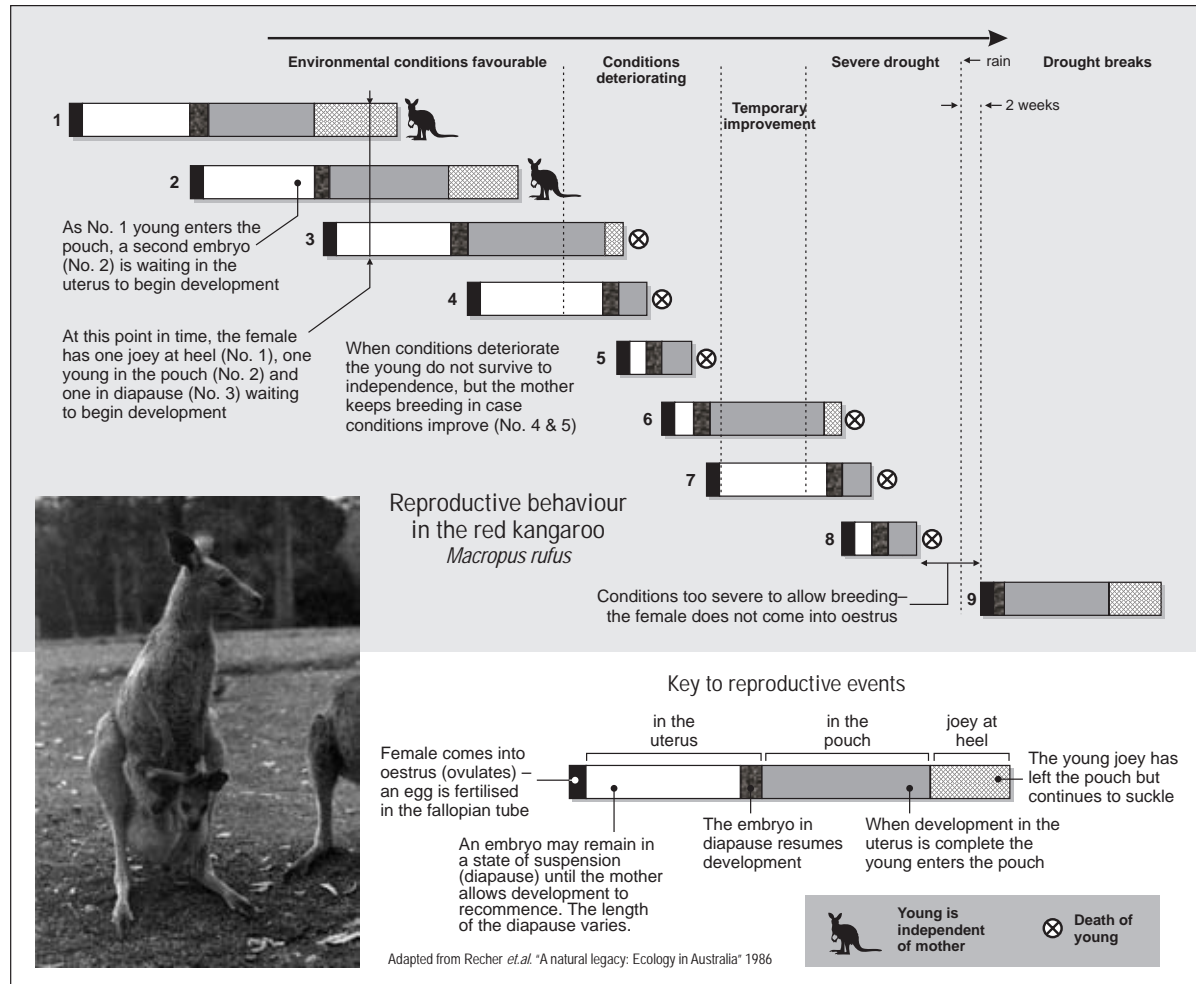 Environmental conditions favourable
Conditions
deteriorating
Temporary
improvement
Severe drought
rain
Drought breaks
2 weeks
1
2
As No. 1 young enters the
pouch, a second embryo
(No. 2) is waiting in the
uterus to begin development
3
4
At this point in time, the female
has one joey at heel (No. 1), one
young in the pouch (No. 2) and
one in diapause (No. 3) waiting
to begin development
When conditions deteriorate
the young do not survive to
independence, but the mother
keeps breeding in case
conditions improve (No. 4 & 5)
5
6
7
8
9
Reproductive behaviour
in the red kangaroo
Macropus rufus
Conditions too severe to allow breeding–
the female does not come into oestrus
Key to reproductive events
in the
uterus
in the
pouch
joey at
heel
Female comes into
oestrus (ovulates) –
an egg is fertilised
in the fallopian tube
The young joey has
left the pouch but
continues to suckle
An embryo may remain in
a state of suspension
(diapause) until the mother
allows development to
recommence. The length
of the diapause varies.
The embryo in
diapause resumes
development
When development in the
uterus is complete the
young enters the pouch
Young is
independent
of mother
Death of
young
Adapted from Recher et.al. "A natural legacy: Ecology in Australia" 1986